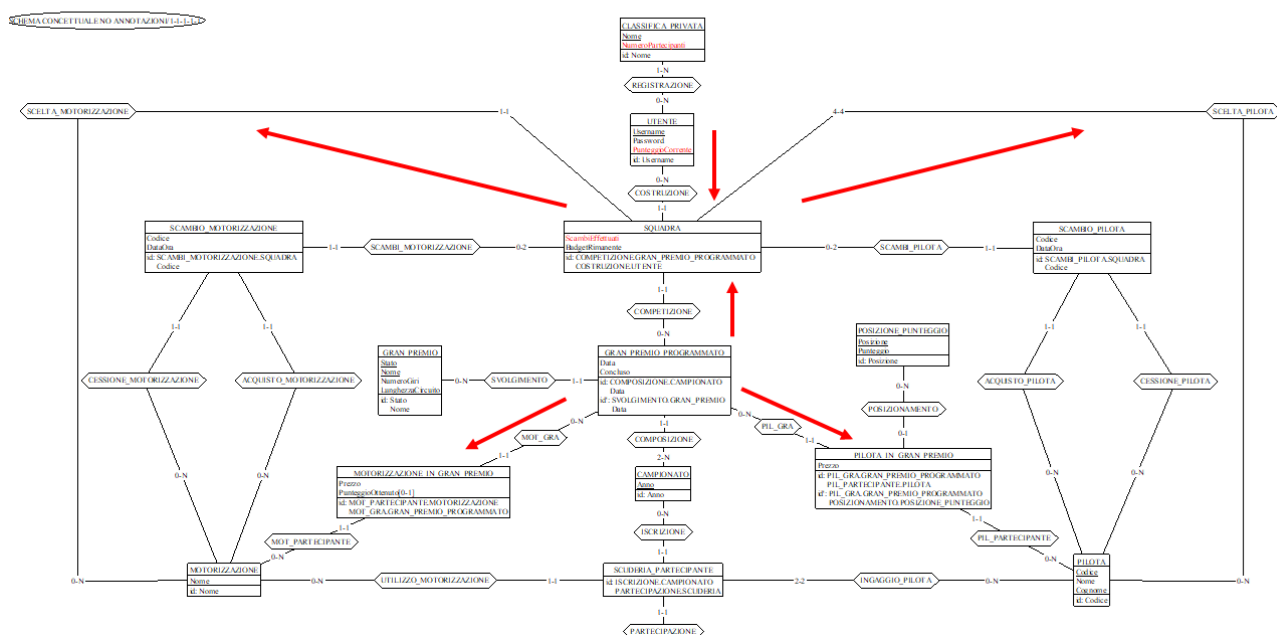 SCHEMA CONCETTUALE NO ANNOTAZIONI/1-1-1-1-1
CLASSIFICA_PRIVATA
Nome
NumeroPartecipanti
id: Nome
1-N
REGISTRAZIONE
0-N
SCELTA_MOTORIZZAZIONE
1-1
4-4
SCELTA_PILOTA
UTENTE
Username
Password
PunteggioCorrente
id: Username
0-N
COSTRUZIONE
1-1
SCAMBIO_MOTORIZZAZIONE
Codice
DataOra
id: SCAMBI_MOTORIZZAZIONE.SQUADRA
Codice
1-1
SCAMBI_MOTORIZZAZIONE
0-2
SQUADRA
ScambiEffettuati
BudgetRimanente
id: COMPETIZIONE.GRAN_PREMIO_PROGRAMMATO
COSTRUZIONE.UTENTE
0-2
SCAMBI_PILOTA
1-1
SCAMBIO_PILOTA
Codice
DataOra
id: SCAMBI_PILOTA.SQUADRA
Codice
1-1
COMPETIZIONE
0-N
1-1
1-1
1-1
1-1
CESSIONE_MOTORIZZAZIONE
ACQUISTO_MOTORIZZAZIONE
GRAN_PREMIO
Stato
Nome
NumeroGiri
LunghezzaCircuito
id: Stato
Nome
0-N
SVOLGIMENTO
1-1
GRAN_PREMIO_PROGRAMMATO
Data
Concluso
id: COMPOSIZIONE.CAMPIONATO
Data
id': SVOLGIMENTO.GRAN_PREMIO
Data
POSIZIONE_PUNTEGGIO
Posizione
Punteggio
id: Posizione
0-N
POSIZIONAMENTO
0-1
ACQUISTO_PILOTA
CESSIONE_PILOTA
0-N
MOT_GRA
1-1
1-1
COMPOSIZIONE
2-N
0-N
PIL_GRA
1-1
MOTORIZZAZIONE_IN_GRAN_PREMIO
Prezzo
PunteggioOttenuto[0-1]
id: MOT_PARTECIPANTE.MOTORIZZAZIONE
MOT_GRA.GRAN_PREMIO_PROGRAMMATO
CAMPIONATO
Anno
id: Anno
PILOTA_IN_GRAN_PREMIO
Prezzo
id: PIL_GRA.GRAN_PREMIO_PROGRAMMATO
PIL_PARTECIPANTE.PILOTA
id': PIL_GRA.GRAN_PREMIO_PROGRAMMATO
POSIZIONAMENTO.POSIZIONE_PUNTEGGIO
0-N
0-N
0-N
0-N
1-1
MOT_PARTECIPANTE
0-N
0-N
ISCRIZIONE
1-1
1-1
PIL_PARTECIPANTE
0-N
0-N
MOTORIZZAZIONE
Nome
id: Nome
0-N
UTILIZZO_MOTORIZZAZIONE
1-1
SCUDERIA_PARTECIPANTE
id: ISCRIZIONE.CAMPIONATO
PARTECIPAZIONE.SCUDERIA
2-2
INGAGGIO_PILOTA
0-N
PILOTA
Codice
Nome
Cognome
id: Codice
0-N
1-1
PARTECIPAZIONE